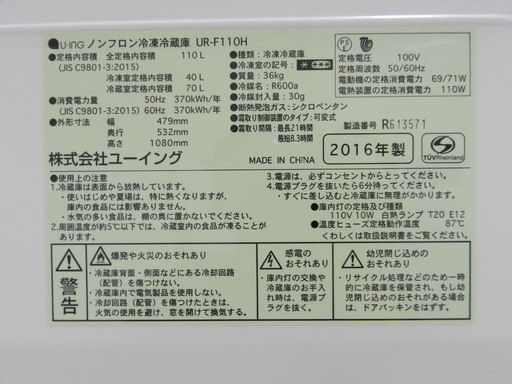 U-ING ノンフロン冷凍冷蔵庫 UR-F110H
●定格内容積 全定格内容積 110L
(JIS C9801-3:2015)
冷凍室定格内容積 40L
冷蔵室定格内容積 70L
●消費電力量 50Hz 370kWh/年
(JIS C9801-3:2015) 60Hz 370kWh/年
●外形寸法 幅 479mm
奥行 532mm
高さ 1080mm
株式会社ユーイング
●種類:冷凍冷蔵庫
●冷凍室の記号:
●質量:36kg
●冷媒名:R600a
●冷媒封入量:30g
●断熱発泡ガス:シクロペンタン
●霜取り制御装置のタイプ:可変式
●霜取り間隔:最長21時間
最短8.3時間
MADE IN CHINA
PS E
定格電圧: 100V
定格周波数: 50/60Hz
電動機の定格消費電力 69/71W
電熱装置の定格消費電力 110W
製造番号 R613571
2016年製
TÜVRheinland
●使用上の注意
1.冷蔵庫は表面から放熱しています。
・使いはじめや夏場は、特に熱くなりますが、
庫内の食品には影響ございません。
・水気の多い食品は、棚の奥に置かないでください。
2.周囲温度が約5℃以下では、冷凍室のききが悪くなることがあります。
3.電源は、必ずコンセントからとってください。
4.電源プラグを抜いたら6分待ってください。
・すぐに差し込むと冷蔵庫が損なわれます。
●庫内灯の定格及び種類
110V 10W 白熱ランプ T20 E12
●温度ヒューズ定格動作温度 87℃
くわしくは取扱説明書をご覧ください。
警告
爆発や火災のおそれあり
・冷蔵庫背面・側面などにある冷却回路
(配管)を傷つけない。
・冷蔵庫内で電気製品を使用しない。
・冷却回路(配管)を傷つけたときは、
火気の使用を避け、窓を開けて換気する。
感電の
おそれあり
・庫内灯の交換や
冷蔵庫のお手入
れ時は、電源プラ
グを抜く。
幼児閉じ込めの
おそれあり
・リサイクル処理などのため一時的
に冷蔵庫を保管され、もし幼児
が閉じ込めのおそれがある場合
は、ドアパッキンをはずす。